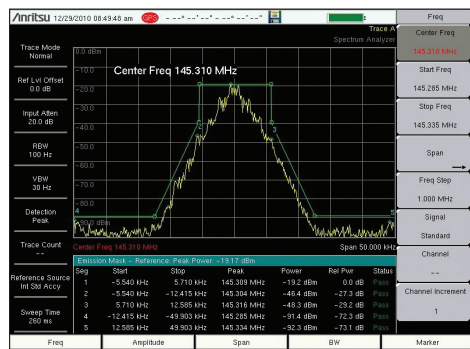 Anritsu 12/29/2010 08:49:48 am GPS
Freq
Trace Mode
Normal
Ref Lvl Offset
0.0 dB
Input Atten
20.0 dB
RBW
100 Hz
VBW
30 Hz
Detection
Peak
Trace Count
--
Reference Source
Int Std Accy
Sweep Time
260 ms
Trace A
Spectrum Analyzer
0.0 dBm
-10.0
-20.0
-30.0
-40.0
-50.0
-60.0
-70.0
-80.0
-90.0 dBm
Center Freq 145.310 MHz
2
3
4
5
Center Freq 145.310 MHz
Span 50.000 kHz
Emission Mask - Reference: Peak Power: -19.17 dBm
Seg Start Stop Peak Power Rel Pwr Status
1 -5.540 kHz 5.710 kHz 145.309 MHz -19.2 dBm 0.0 dB Pass
2 -5.540 kHz -12.415 kHz 145.304 MHz -46.4 dBm -27.3 dB Pass
3 5.710 kHz 12.585 kHz 145.316 MHz -48.3 dBm -29.2 dB Pass
4 -12.415 kHz -49.903 kHz 145.285 MHz -91.4 dBm -72.3 dB Pass
5 12.585 kHz 49.903 kHz 145.334 MHz -92.3 dBm -73.1 dB Pass
Center Freq
145.310 MHz
Start Freq
145.285 MHz
Stop Freq
145.335 MHz
Span
Freq Step
1.000 MHz
Signal
Standard
Channel
--
Channel Increment
1
Freq
Amplitude
Span
BW
Marker